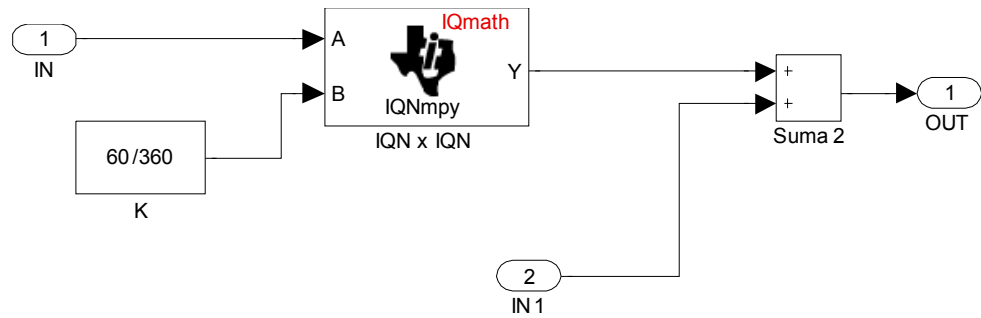 IQmath
1
IN
A
B
Y
IQNmpy
IQN x IQN
60/360
K
+
+
Suma 2
1
OUT
2
IN 1